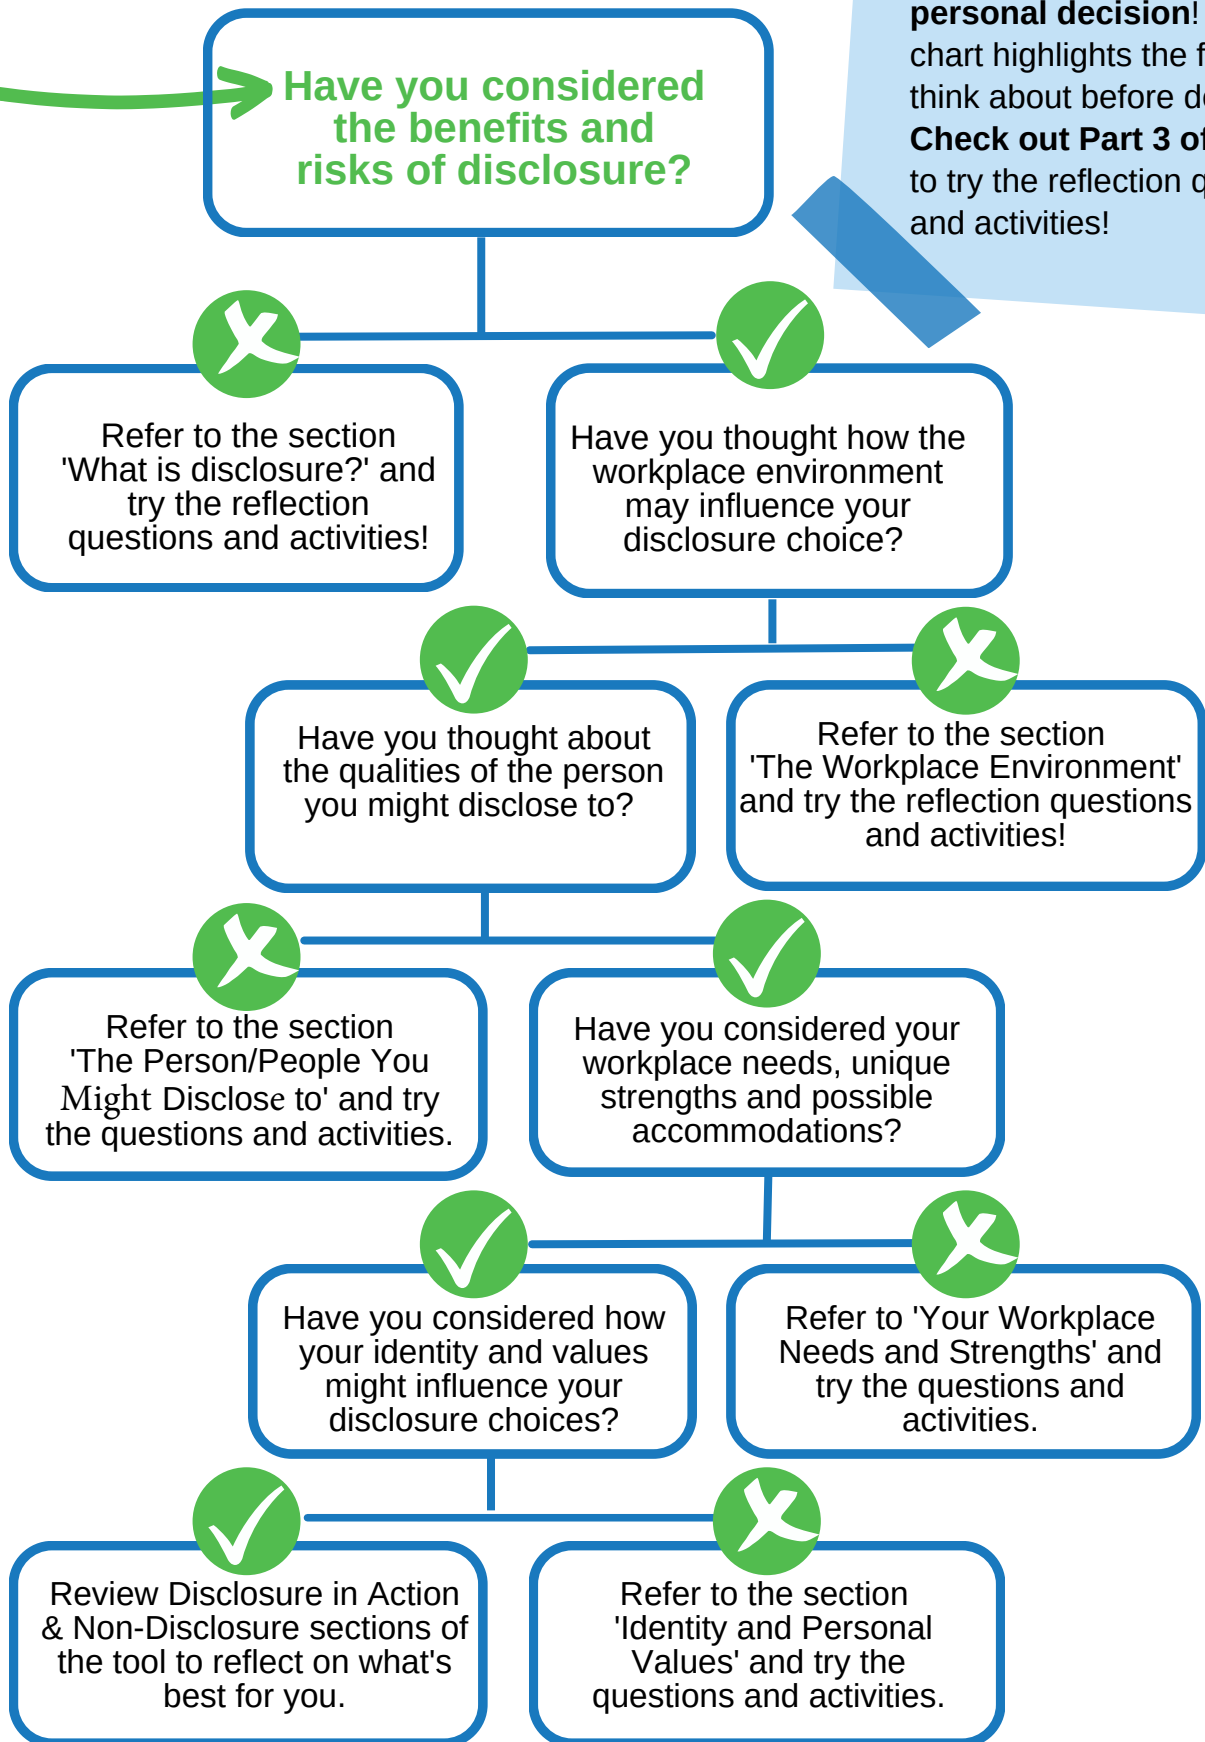 personal decision!
chart highlights the
think about before
Check out Part 3 of
to try the reflection
and activities!
Have you considered
the benefits and
risks of disclosure?
Refer to the section
'What is disclosure?' and
try the reflection
questions and activities!
Have you thought how the
workplace environment
may influence your
disclosure choice?
Have you thought about
the qualities of the person
you might disclose to?
Refer to the section
'The Workplace Environment'
and try the reflection questions
and activities!
Refer to the section
'The Person/People You
Might Disclose to' and try
the questions and activities.
Have you considered your
workplace needs, unique
strengths and possible
accommodations?
Have you considered how
your identity and values
might influence your
disclosure choices?
Refer to 'Your Workplace
Needs and Strengths' and
try the questions and
activities.
Review Disclosure in Action
& Non-Disclosure sections of
the tool to reflect on what's
best for you.
Refer to the section
'Identity and Personal
Values' and try the
questions and activities.